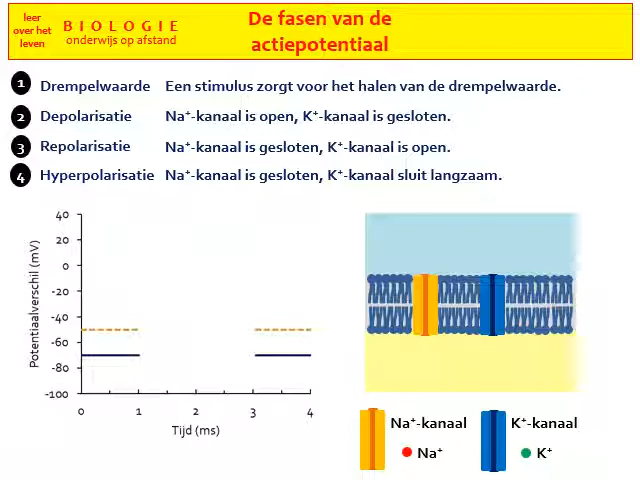 leer
over het
leven
BIOLOGIE
onderwijs op afstand
De fasen van de
actiepotentiaal
1 Drempelwaarde Een stimulus zorgt voor het halen van de drempelwaarde.
2 Depolarisatie Na⁺-kanaal is open, K⁺-kanaal is gesloten.
3 Repolarisatie Na⁺-kanaal is gesloten, K⁺-kanaal is open.
4 Hyperpolarisatie Na⁺-kanaal is gesloten, K⁺-kanaal sluit langzaam.
Potentiaalverschil (mV)
40
20
0
-20
-40
-60
-80
-100
0 1 2 3 4
Tijd (ms)
Na⁺-kanaal K⁺-kanaal
Na⁺ K⁺